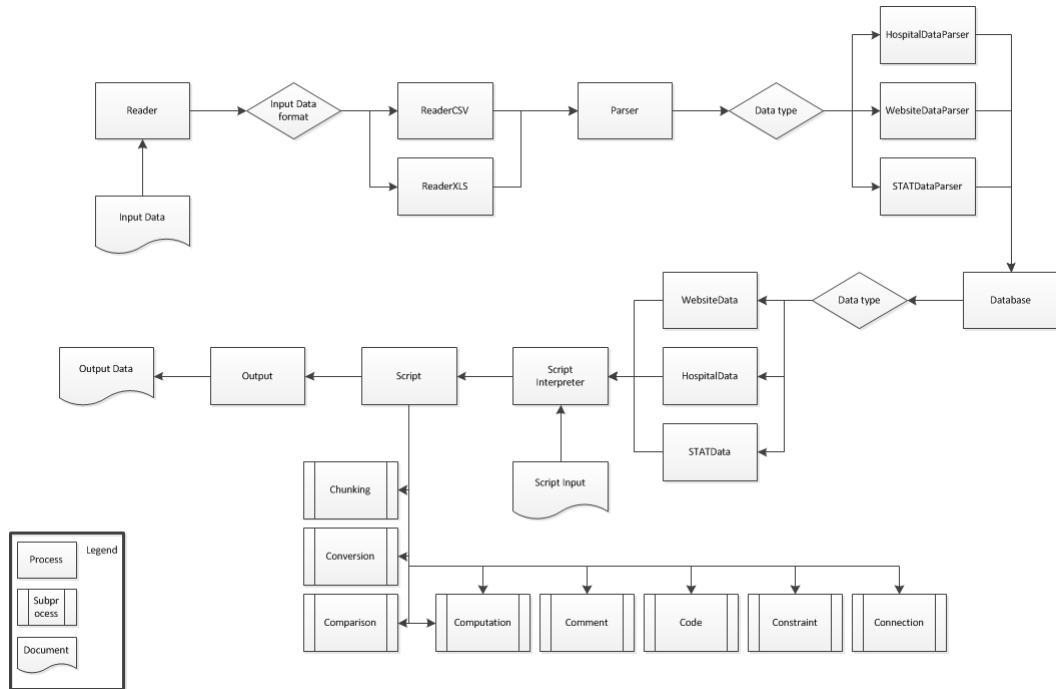 HospitalDataParser
Reader
Input Data
format
ReaderCSV
Parser
Data type
WebsiteDataParser
ReaderXLS
STATDataParser
Input Data
WebsiteData
Data type
Database
Output Data
Output
Script
Script
Interpreter
HospitalData
STATData
Chunking
Script Input
Conversion
Legend
Process
Subpr
ocess
Document
Comparison
Computation
Comment
Code
Constraint
Connection